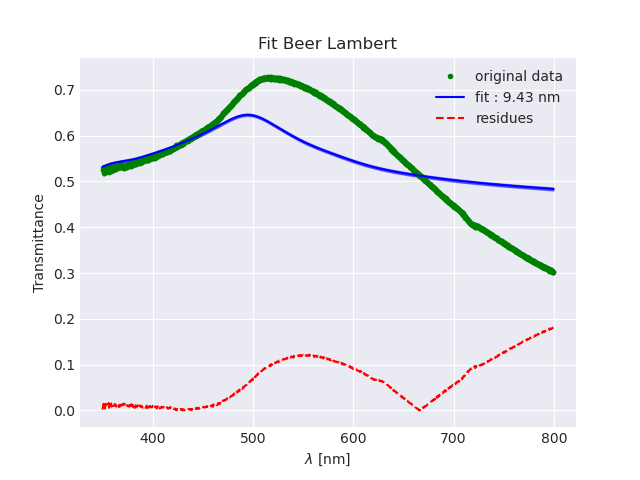 Fit Beer Lambert
original data
fit : 9.43 nm
residues
Transmittance
0.7
0.6
0.5
0.4
0.3
0.2
0.1
0.0
400 500 600 700 800
λ [nm]